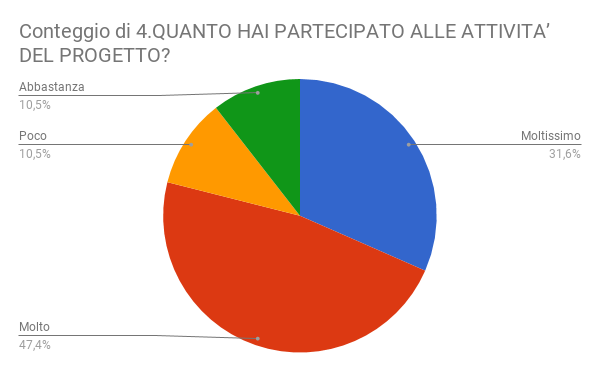 Conteggio di 4.QUANTO HAI PARTECIPATO ALLE ATTIVITA’
DEL PROGETTO?
Abbastanza
10,5%
Poco
10,5%
Moltissimo
31,6%
Molto
47,4%